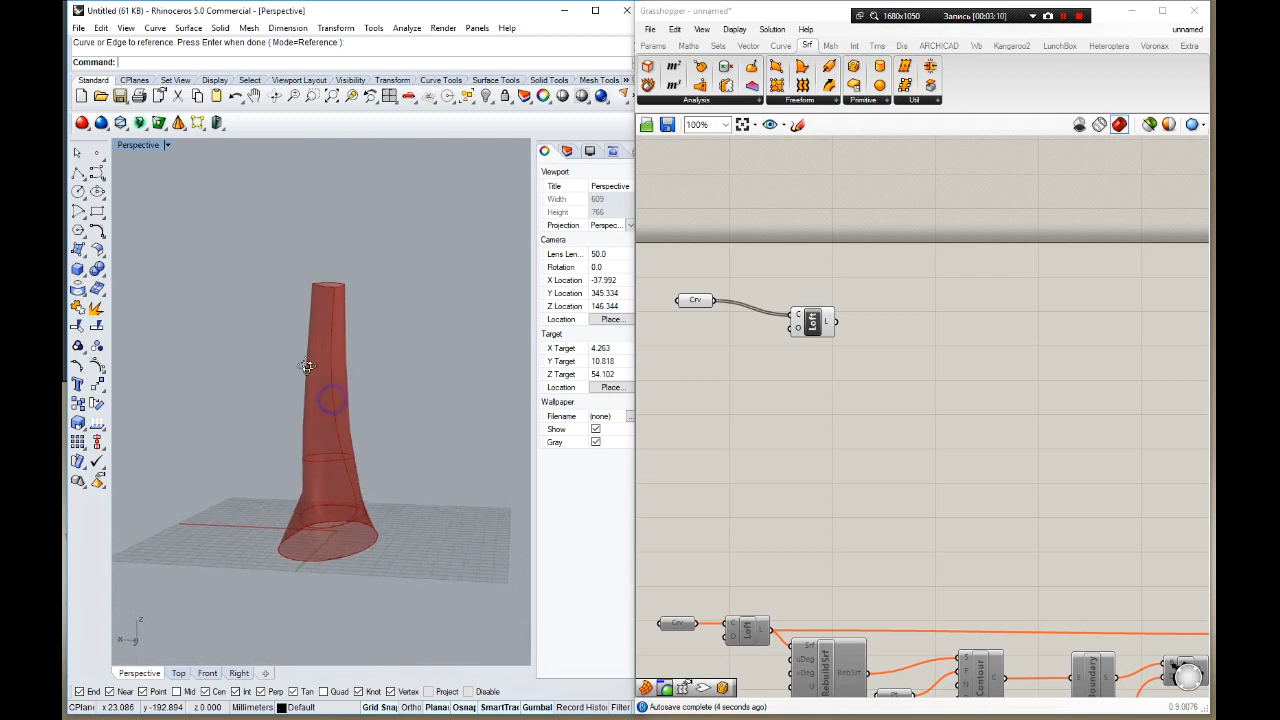 Untitled (61 KB) - Rhinoceros 5.0 Commercial - [Perspective]
File Edit View Curve Surface Solid Mesh Dimension Transform Tools Analyze Render Panels Help
Curve or Edge to reference. Press Enter when done ( Mode=Reference ):
Command:
Standard CPlanes Set View Display Select Viewport Layout Visibility Transform Curve Tools Surface Tools Solid Tools Mesh Tools »
Perspective
Viewport
Title Perspective
Width 609
Height 766
Projection Perspec...
Camera
Lens Len... 50.0
Rotation 0.0
X Location -37.992
Y Location 345.334
Z Location 146.344
Location Place...
Target
X Target 4.263
Y Target 10.818
Z Target 54.102
Location Place...
Wallpaper
Filename (none) ...
Show
Gray
z
x
Perspective Top Front Right
End Near Point Mid Cen Int Perp Tan Quad Knot Vertex Project Disable
CPlane x 23.086 y -192.894 z 0.000 Millimeters Default Grid Snap Ortho Planar Osnap SmartTrac Gumball Record History Filter
Grasshopper - unnamed*
1680x1050 Запись [00:03:10]
File Edit View Display Solution Help unnamed
Params Maths Sets Vector Curve Srf Msh Int Trns Dis ARCHICAD Wb Kangaroo2 LunchBox Heteroptera Voronax Extra
m²
m³
Analysis Freeform Primitive Util
100%
Crv
C
O
Loft
L
Crv
C
O
Loft
L
Srf
uDeg
vDeg
U
RebuildSrf
RebSrf
Pt
S
P
N
Contour
C
Boundary
S
Autosave complete (4 seconds ago)
0.9.0076